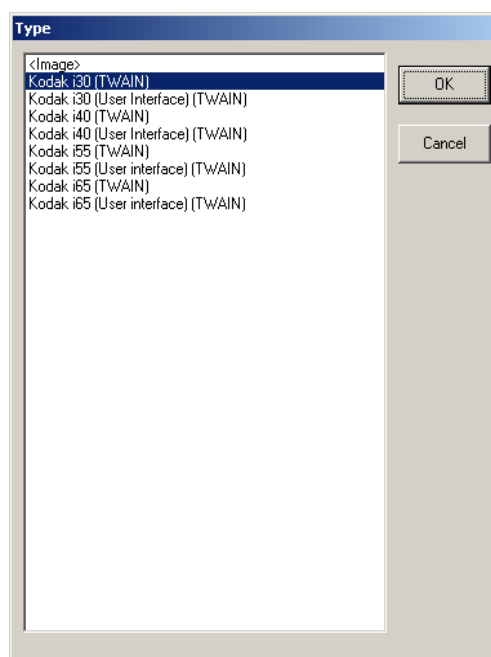 Type
<Image>
Kodak i30 (TWAIN)
Kodak i30 (User Interface) (TWAIN)
Kodak i40 (TWAIN)
Kodak i40 (User Interface) (TWAIN)
Kodak i55 (TWAIN)
Kodak i55 (User interface) (TWAIN)
Kodak i65 (TWAIN)
Kodak i65 (User interface) (TWAIN)
OK
Cancel